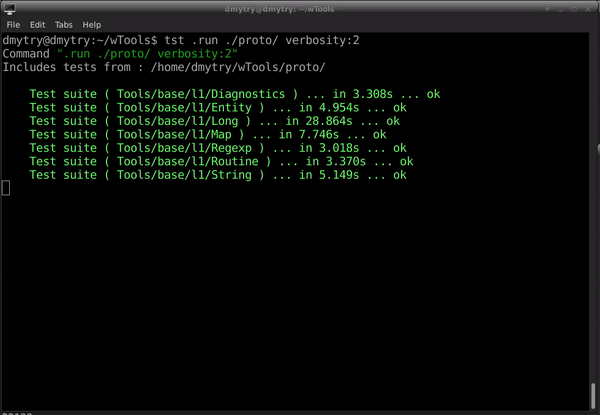 dmytry@dmytry: ~/wTools
File Edit Tabs Help
dmytry@dmytry:~/wTools$ tst .run ./proto/ verbosity:2
Command ".run ./proto/ verbosity:2"
Includes tests from : /home/dmytry/wTools/proto/
Test suite ( Tools/base/l1/Diagnostics ) ... in 3.308s ... ok
Test suite ( Tools/base/l1/Entity ) ... in 4.954s ... ok
Test suite ( Tools/base/l1/Long ) ... in 28.864s ... ok
Test suite ( Tools/base/l1/Map ) ... in 7.746s ... ok
Test suite ( Tools/base/l1/Regexp ) ... in 3.018s ... ok
Test suite ( Tools/base/l1/Routine ) ... in 3.370s ... ok
Test suite ( Tools/base/l1/String ) ... in 5.149s ... ok